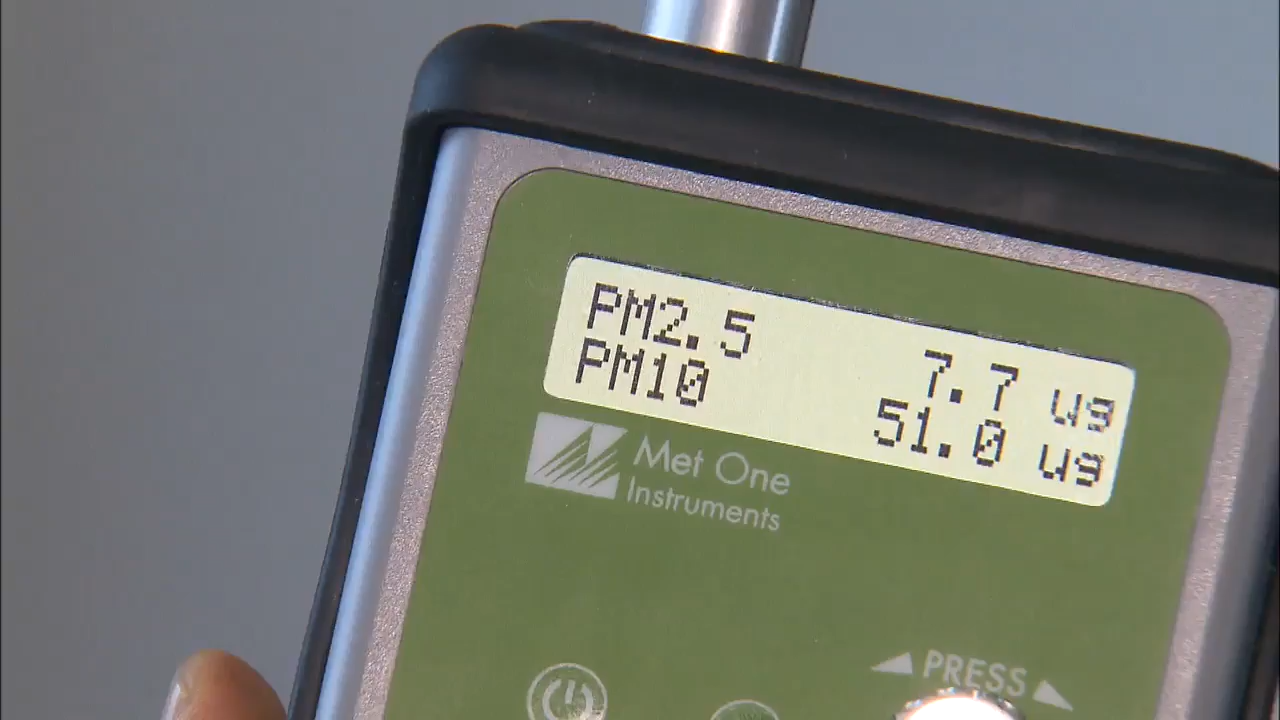 PM2.5 7.7 ug
PM10 51.0 ug
Met One
Instruments
PRESS